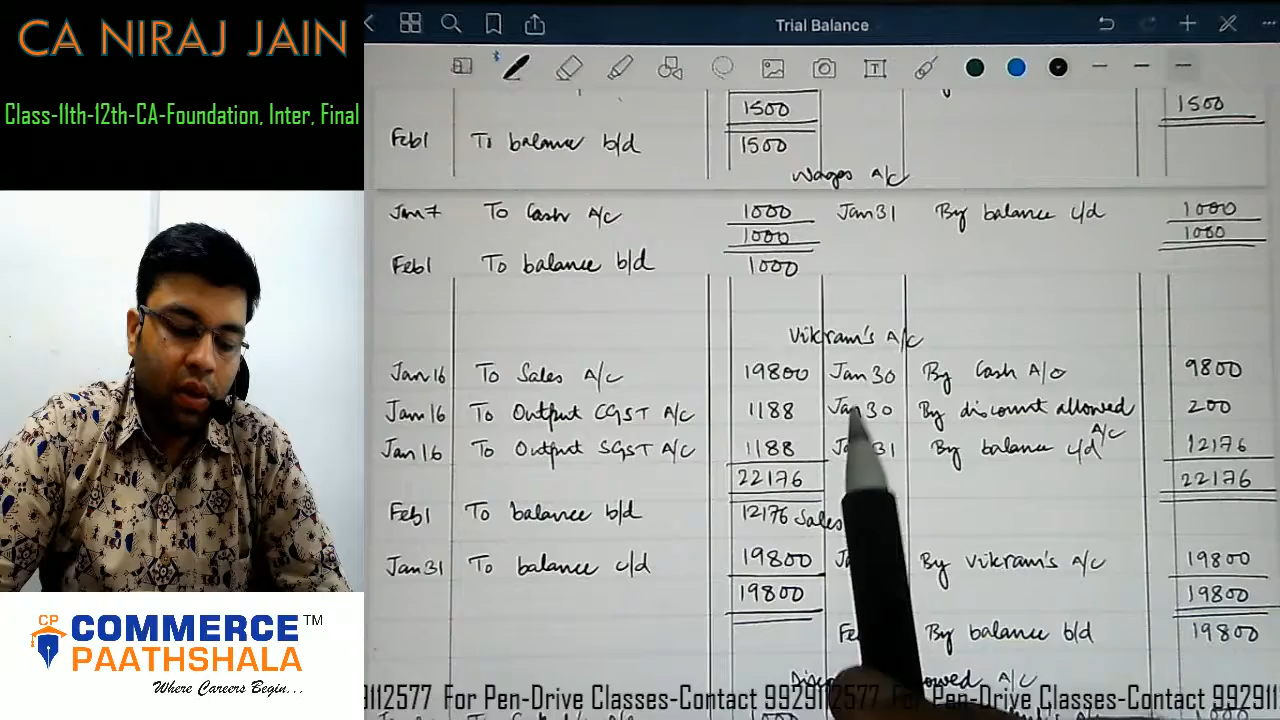 CA NIRAJ JAIN
Class-11th-12th-CA-Foundation, Inter, Final
Trial Balance
1500 1500
Feb1 To balance b/d 1500
Wages A/c
Jan7 To Cash A/c 1000 Jan31 By balance c/d 1000
1000 1000
Feb1 To balance b/d 1000
Vikram's A/c
Jan16 To Sales A/c 19800 Jan30 By Cash A/c 9800
Jan16 To Output CGST A/c 1188 Jan30 By discount allowed A/c 200
Jan16 To Output SGST A/c 1188 31 By balance c/d 12176
22176 22176
Feb1 To balance b/d 12176
Sales
Jan31 To balance c/d 19800 By Vikram's A/c 19800
19800 19800
By balance b/d 19800
A/c
CP COMMERCE PAATHSHALA TM
Where Careers Begin...
9112577 For Pen-Drive Classes-Contact 9929112577 For Pen-Drive Classes-Contact 99291